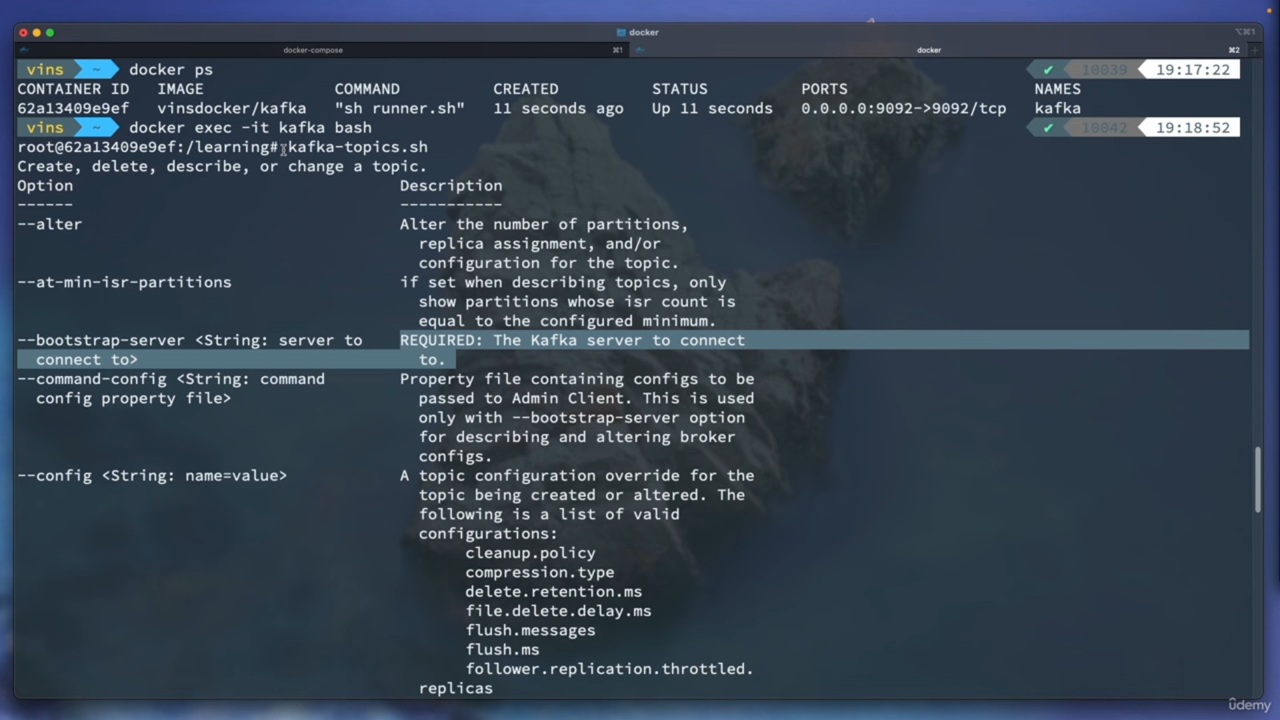 docker
⌥⌘1
docker-compose ⌘1 docker ⌘2
vins ~ docker ps ✔ 10039 19:17:22
CONTAINER ID IMAGE COMMAND CREATED STATUS PORTS NAMES
62a13409e9ef vinsdocker/kafka "sh runner.sh" 11 seconds ago Up 11 seconds 0.0.0.0:9092->9092/tcp kafka
vins ~ docker exec -it kafka bash ✔ 10042 19:18:52
root@62a13409e9ef:/learning# kafka-topics.sh
Create, delete, describe, or change a topic.
Option Description
------ -----------
--alter Alter the number of partitions,
replica assignment, and/or
configuration for the topic.
--at-min-isr-partitions if set when describing topics, only
show partitions whose isr count is
equal to the configured minimum.
--bootstrap-server <String: server to REQUIRED: The Kafka server to connect
connect to> to.
--command-config <String: command Property file containing configs to be
config property file> passed to Admin Client. This is used
only with --bootstrap-server option
for describing and altering broker
configs.
--config <String: name=value> A topic configuration override for the
topic being created or altered. The
following is a list of valid
configurations:
cleanup.policy
compression.type
delete.retention.ms
file.delete.delay.ms
flush.messages
flush.ms
follower.replication.throttled.
replicas
ûdemy